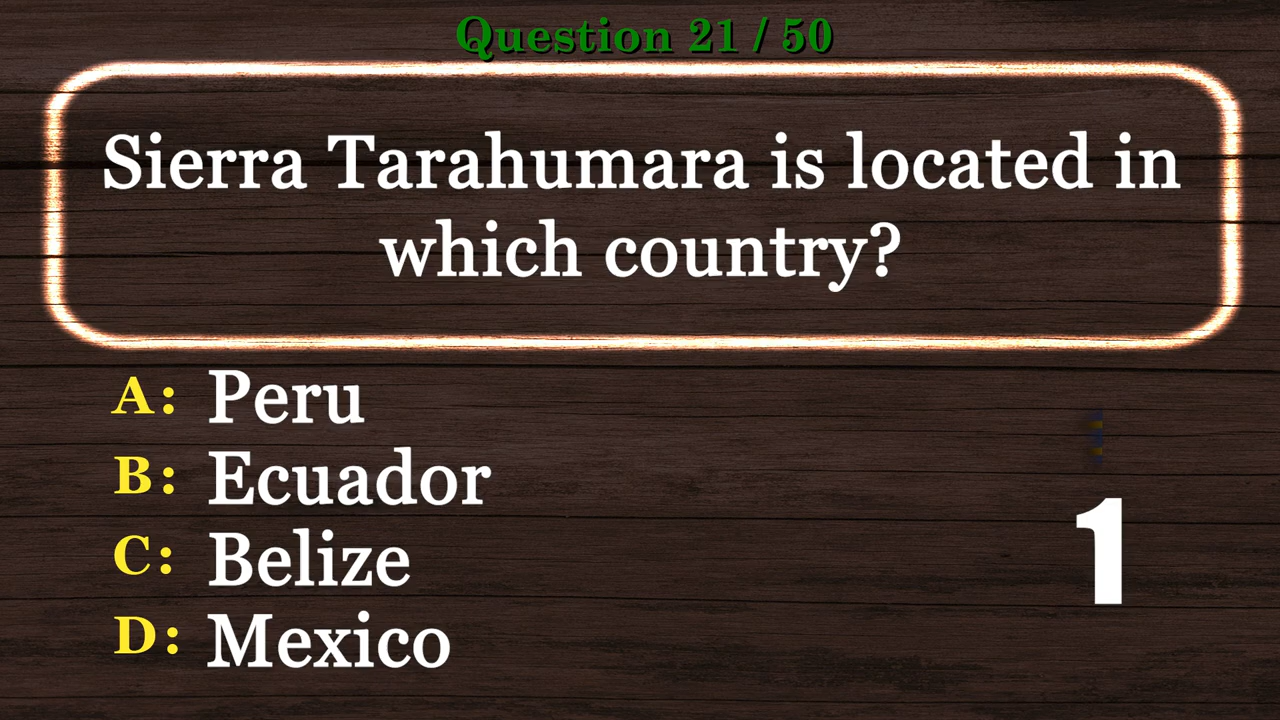 Question 21 / 50
Sierra Tarahumara is located in
which country?
A: Peru
B: Ecuador
C: Belize
D: Mexico
1